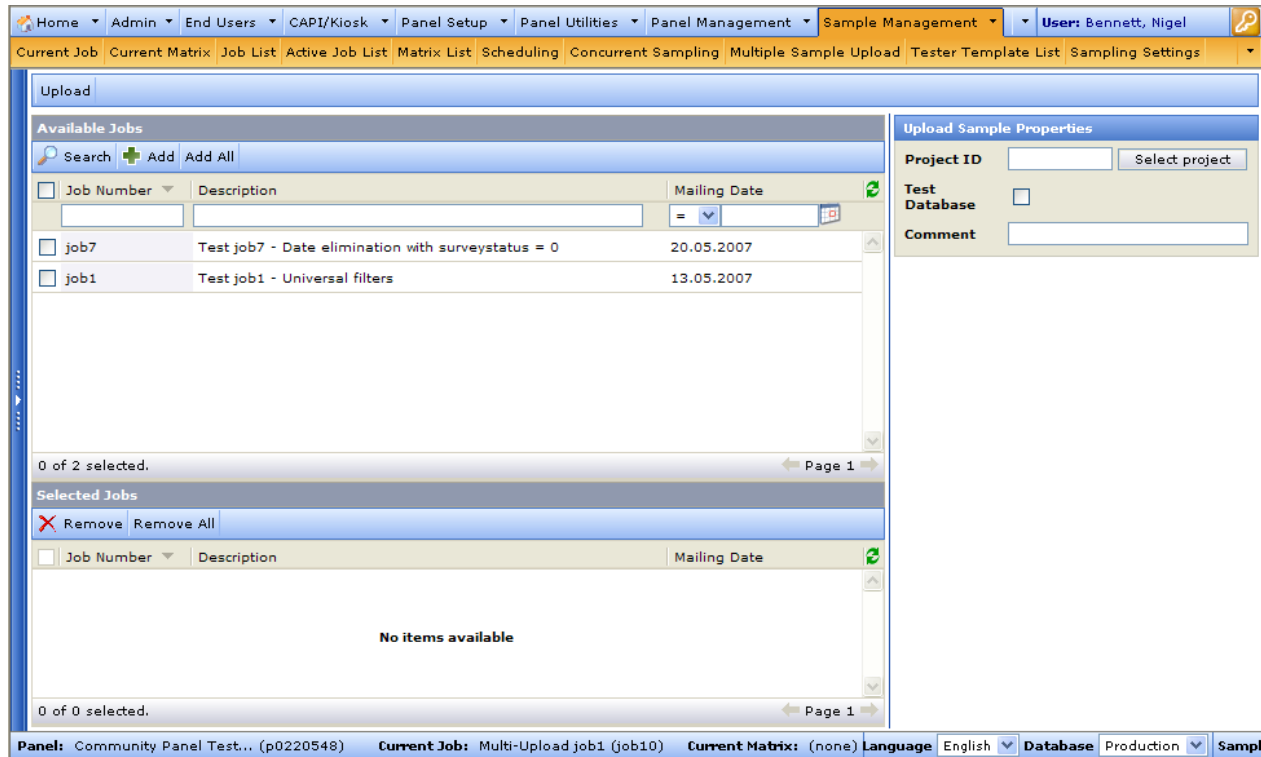 Home Admin End Users CAPI/Kiosk Panel Setup Panel Utilities Panel Management Sample Management User: Bennett, Nigel
Current Job Current Matrix Job List Active Job List Matrix List Scheduling Concurrent Sampling Multiple Sample Upload Tester Template List Sampling Settings
Upload
Available Jobs
Search Add Add All
Job Number Description Mailing Date
=
job7 Test job7 - Date elimination with surveystatus = 0 20.05.2007
job1 Test job1 - Universal filters 13.05.2007
0 of 2 selected. Page 1
Selected Jobs
Remove Remove All
Job Number Description Mailing Date
No items available
0 of 0 selected. Page 1
Upload Sample Properties
Project ID Select project
Test
Database
Comment
Panel: Community Panel Test... (p0220548) Current Job: Multi-Upload job1 (job10) Current Matrix: (none) Language English Database Production Sampl